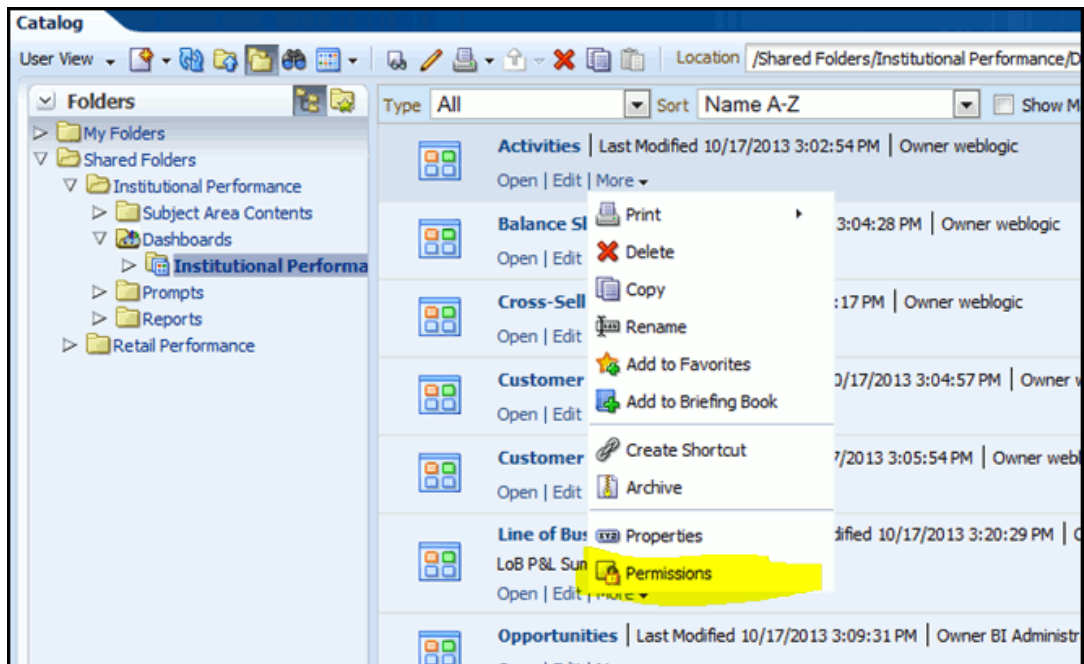 Catalog
User View
Location /Shared Folders/Institutional Performance/D
Folders
My Folders
Shared Folders
Institutional Performance
Subject Area Contents
Dashboards
Institutional Performa
Prompts
Reports
Retail Performance
Type All Sort Name A-Z Show M
Activities | Last Modified 10/17/2013 3:02:54 PM | Owner weblogic
Open | Edit | More
Print
Delete
Copy
Rename
Add to Favorites
Add to Briefing Book
Create Shortcut
Archive
Properties
Permissions
Balance Sl 3:04:28 PM | Owner weblogic
Open | Edit
Cross-Sell :17 PM | Owner weblogic
Open | Edit
Customer 0/17/2013 3:04:57 PM | Owner
Open | Edit
Customer 7/2013 3:05:54 PM | Owner webl
Open | Edit
Line of Bus dified 10/17/2013 3:20:29 PM |
LoB P&L Sum
Open | Edit | More
Opportunities | Last Modified 10/17/2013 3:09:31 PM | Owner BI Administr